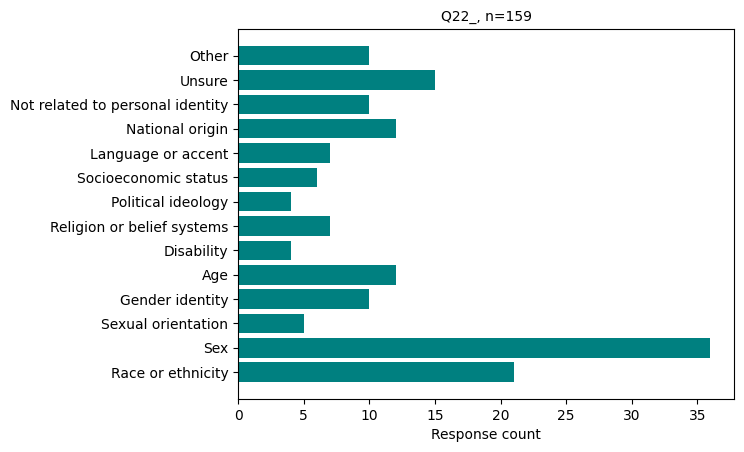 Q22_, n=159
Other
Unsure
Not related to personal identity
National origin
Language or accent
Socioeconomic status
Political ideology
Religion or belief systems
Disability
Age
Gender identity
Sexual orientation
Sex
Race or ethnicity
0 5 10 15 20 25 30 35
Response count